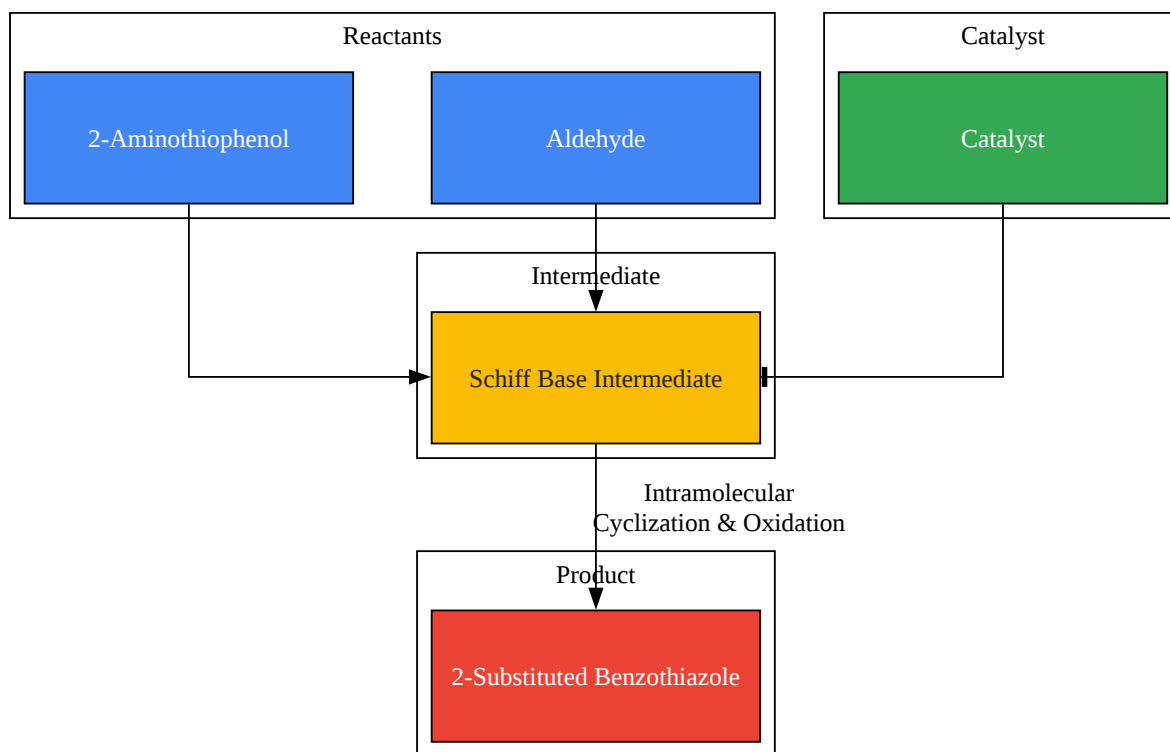 Reactants
Catalyst
2-Aminothiophenol
Aldehyde
Catalyst
Intermediate
Schiff Base Intermediate
Intramolecular
Cyclization & Oxidation
Product
2-Substituted Benzothiazole